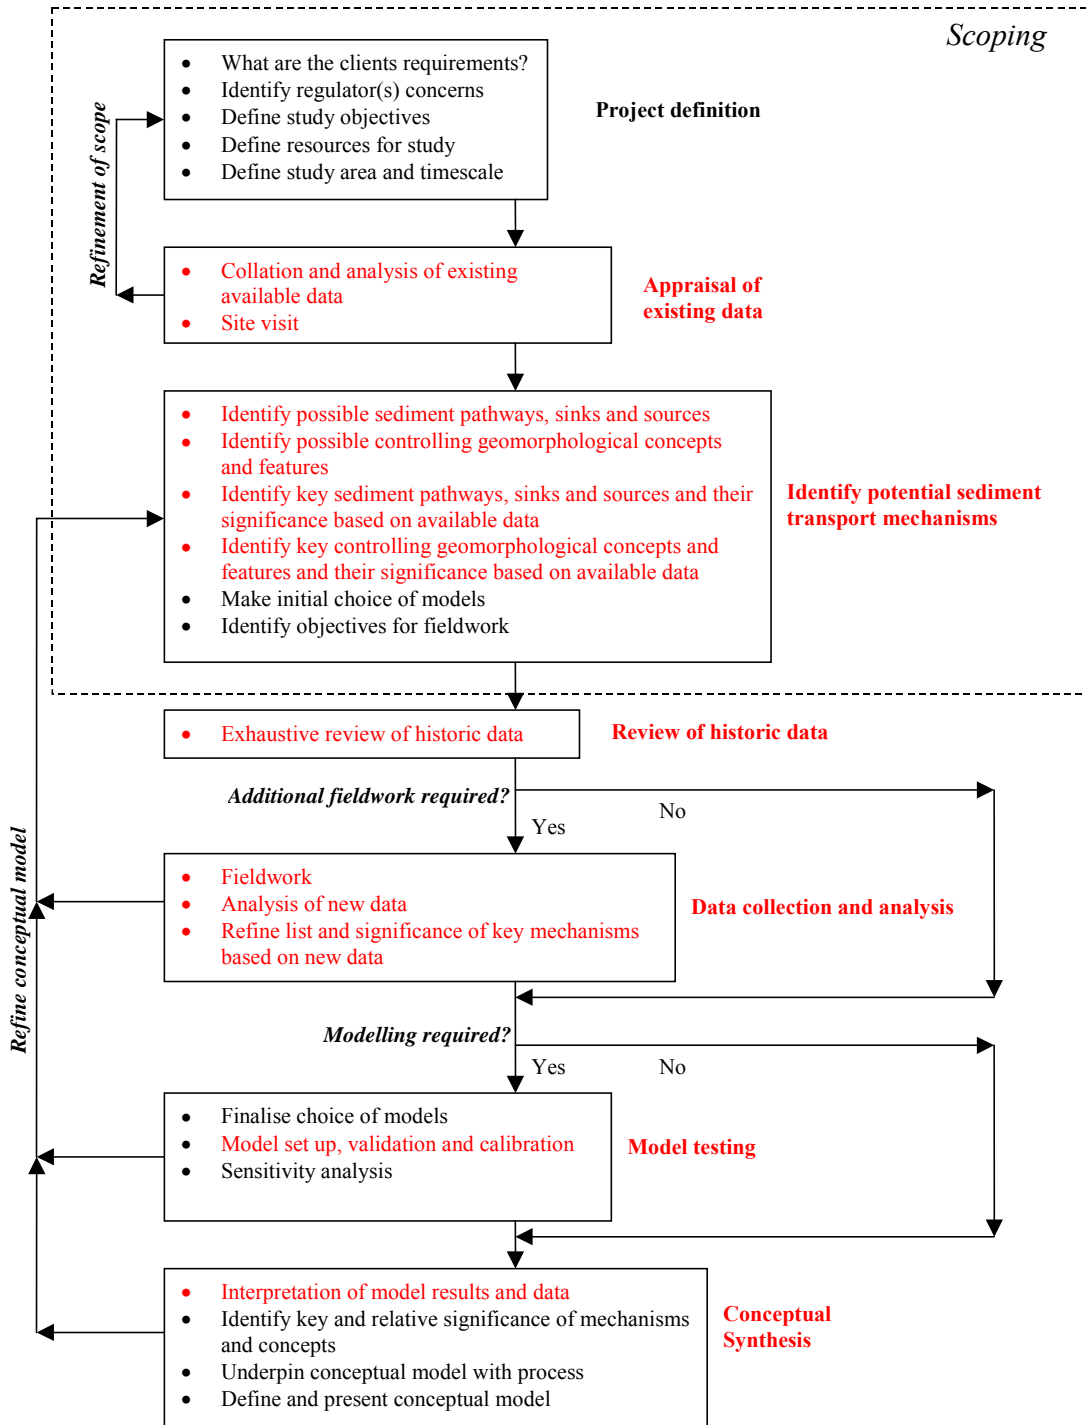 Scoping
• What are the clients requirements?
• Identify regulator(s) concerns
• Define study objectives
• Define resources for study
• Define study area and timescale
Project definition
Refinement of scope
• Collation and analysis of existing
available data
• Site visit
Appraisal of
existing data
• Identify possible sediment pathways, sinks and sources
• Identify possible controlling geomorphological concepts
and features
• Identify key sediment pathways, sinks and sources and their
significance based on available data
• Identify key controlling geomorphological concepts and
features and their significance based on available data
• Make initial choice of models
• Identify objectives for fieldwork
Identify potential sediment
transport mechanisms
• Exhaustive review of historic data
Review of historic data
Additional fieldwork required?
Yes
No
• Fieldwork
• Analysis of new data
• Refine list and significance of key mechanisms
based on new data
Data collection and analysis
Refine conceptual model
Modelling required?
Yes
No
• Finalise choice of models
• Model set up, validation and calibration
• Sensitivity analysis
Model testing
• Interpretation of model results and data
• Identify key and relative significance of mechanisms
and concepts
• Underpin conceptual model with process
• Define and present conceptual model
Conceptual
Synthesis